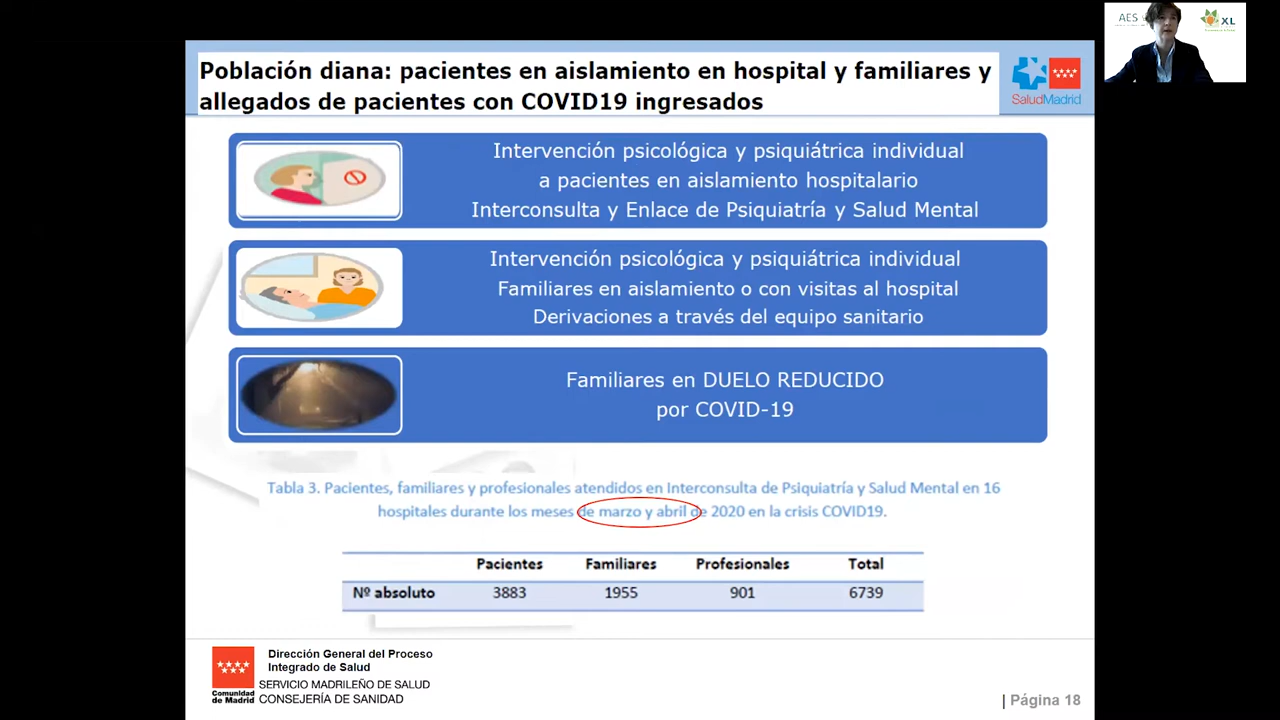 AES
XL
Población diana: pacientes en aislamiento en hospital y familiares y
allegados de pacientes con COVID19 ingresados
SaludMadrid
Intervención psicológica y psiquiátrica individual
a pacientes en aislamiento hospitalario
Interconsulta y Enlace de Psiquiatría y Salud Mental
Intervención psicológica y psiquiátrica individual
Familiares en aislamiento o con visitas al hospital
Derivaciones a través del equipo sanitario
Familiares en DUELO REDUCIDO
por COVID-19
Tabla 3. Pacientes, familiares y profesionales atendidos en Interconsulta de Psiquiatría y Salud Mental en 16
hospitales durante los meses de marzo y abril de 2020 en la crisis COVID19.
Pacientes Familiares Profesionales Total
Nº absoluto 3883 1955 901 6739
Dirección General del Proceso
Integrado de Salud
SERVICIO MADRILEÑO DE SALUD
CONSEJERÍA DE SANIDAD
Comunidad
de Madrid
| Página 18